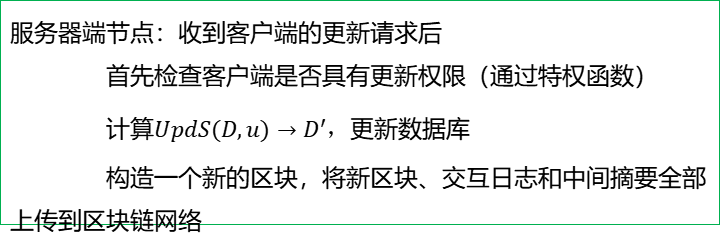 服务器端节点：收到客户端的更新请求后
首先检查客户端是否具有更新权限（通过特权函数）
计算UpdS(D,u)→D′，更新数据库
构造一个新的区块，将新区块、交互日志和中间摘要全部
上传到区块链网络